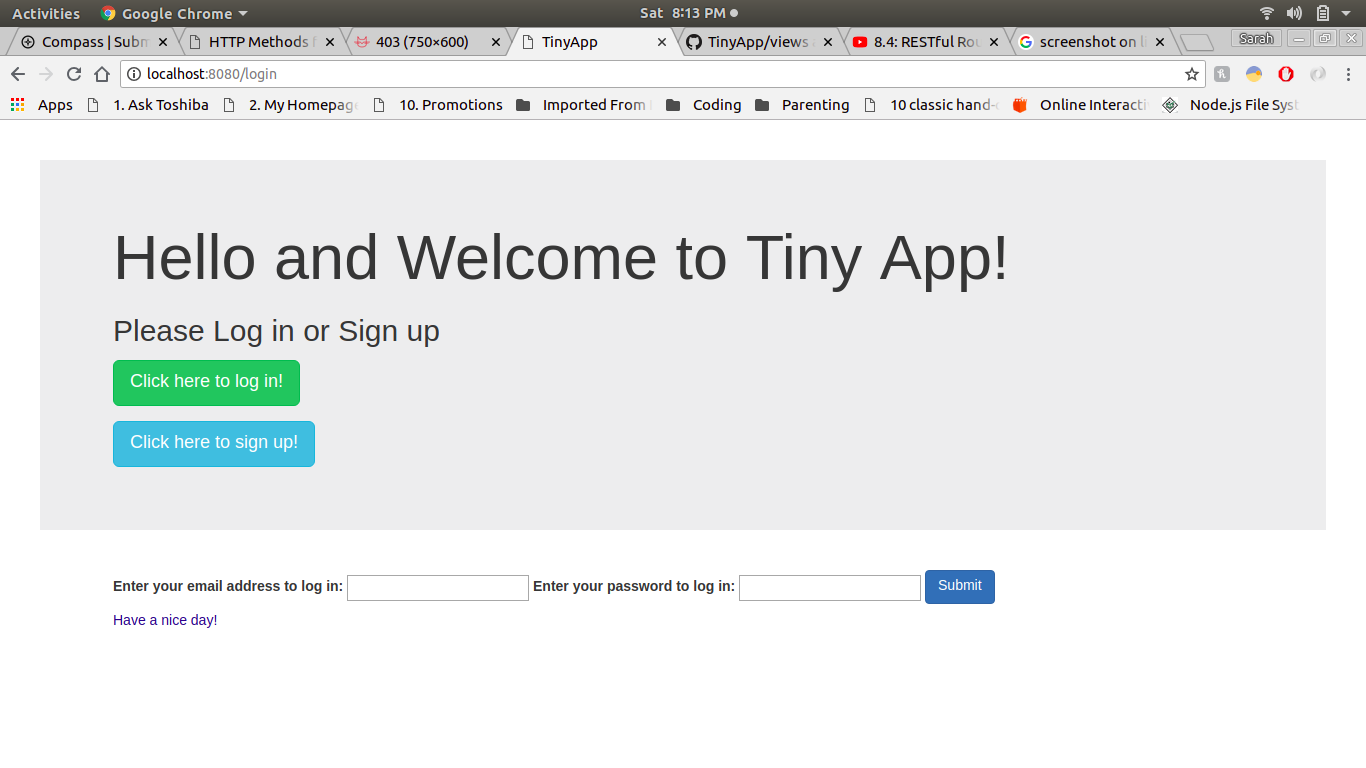 Activities Google Chrome Sat 8:13 PM
Compass | Subm HTTP Methods f 403 (750×600) TinyApp TinyApp/views 8.4: RESTful Rou screenshot on li Sarah
localhost:8080/login
Apps 1. Ask Toshiba 2. My Homepage 10. Promotions Imported From Coding Parenting 10 classic hand- Online Interacti Node.js File Syst
Hello and Welcome to Tiny App!
Please Log in or Sign up
Click here to log in!
Click here to sign up!
Enter your email address to log in: Enter your password to log in: Submit
Have a nice day!